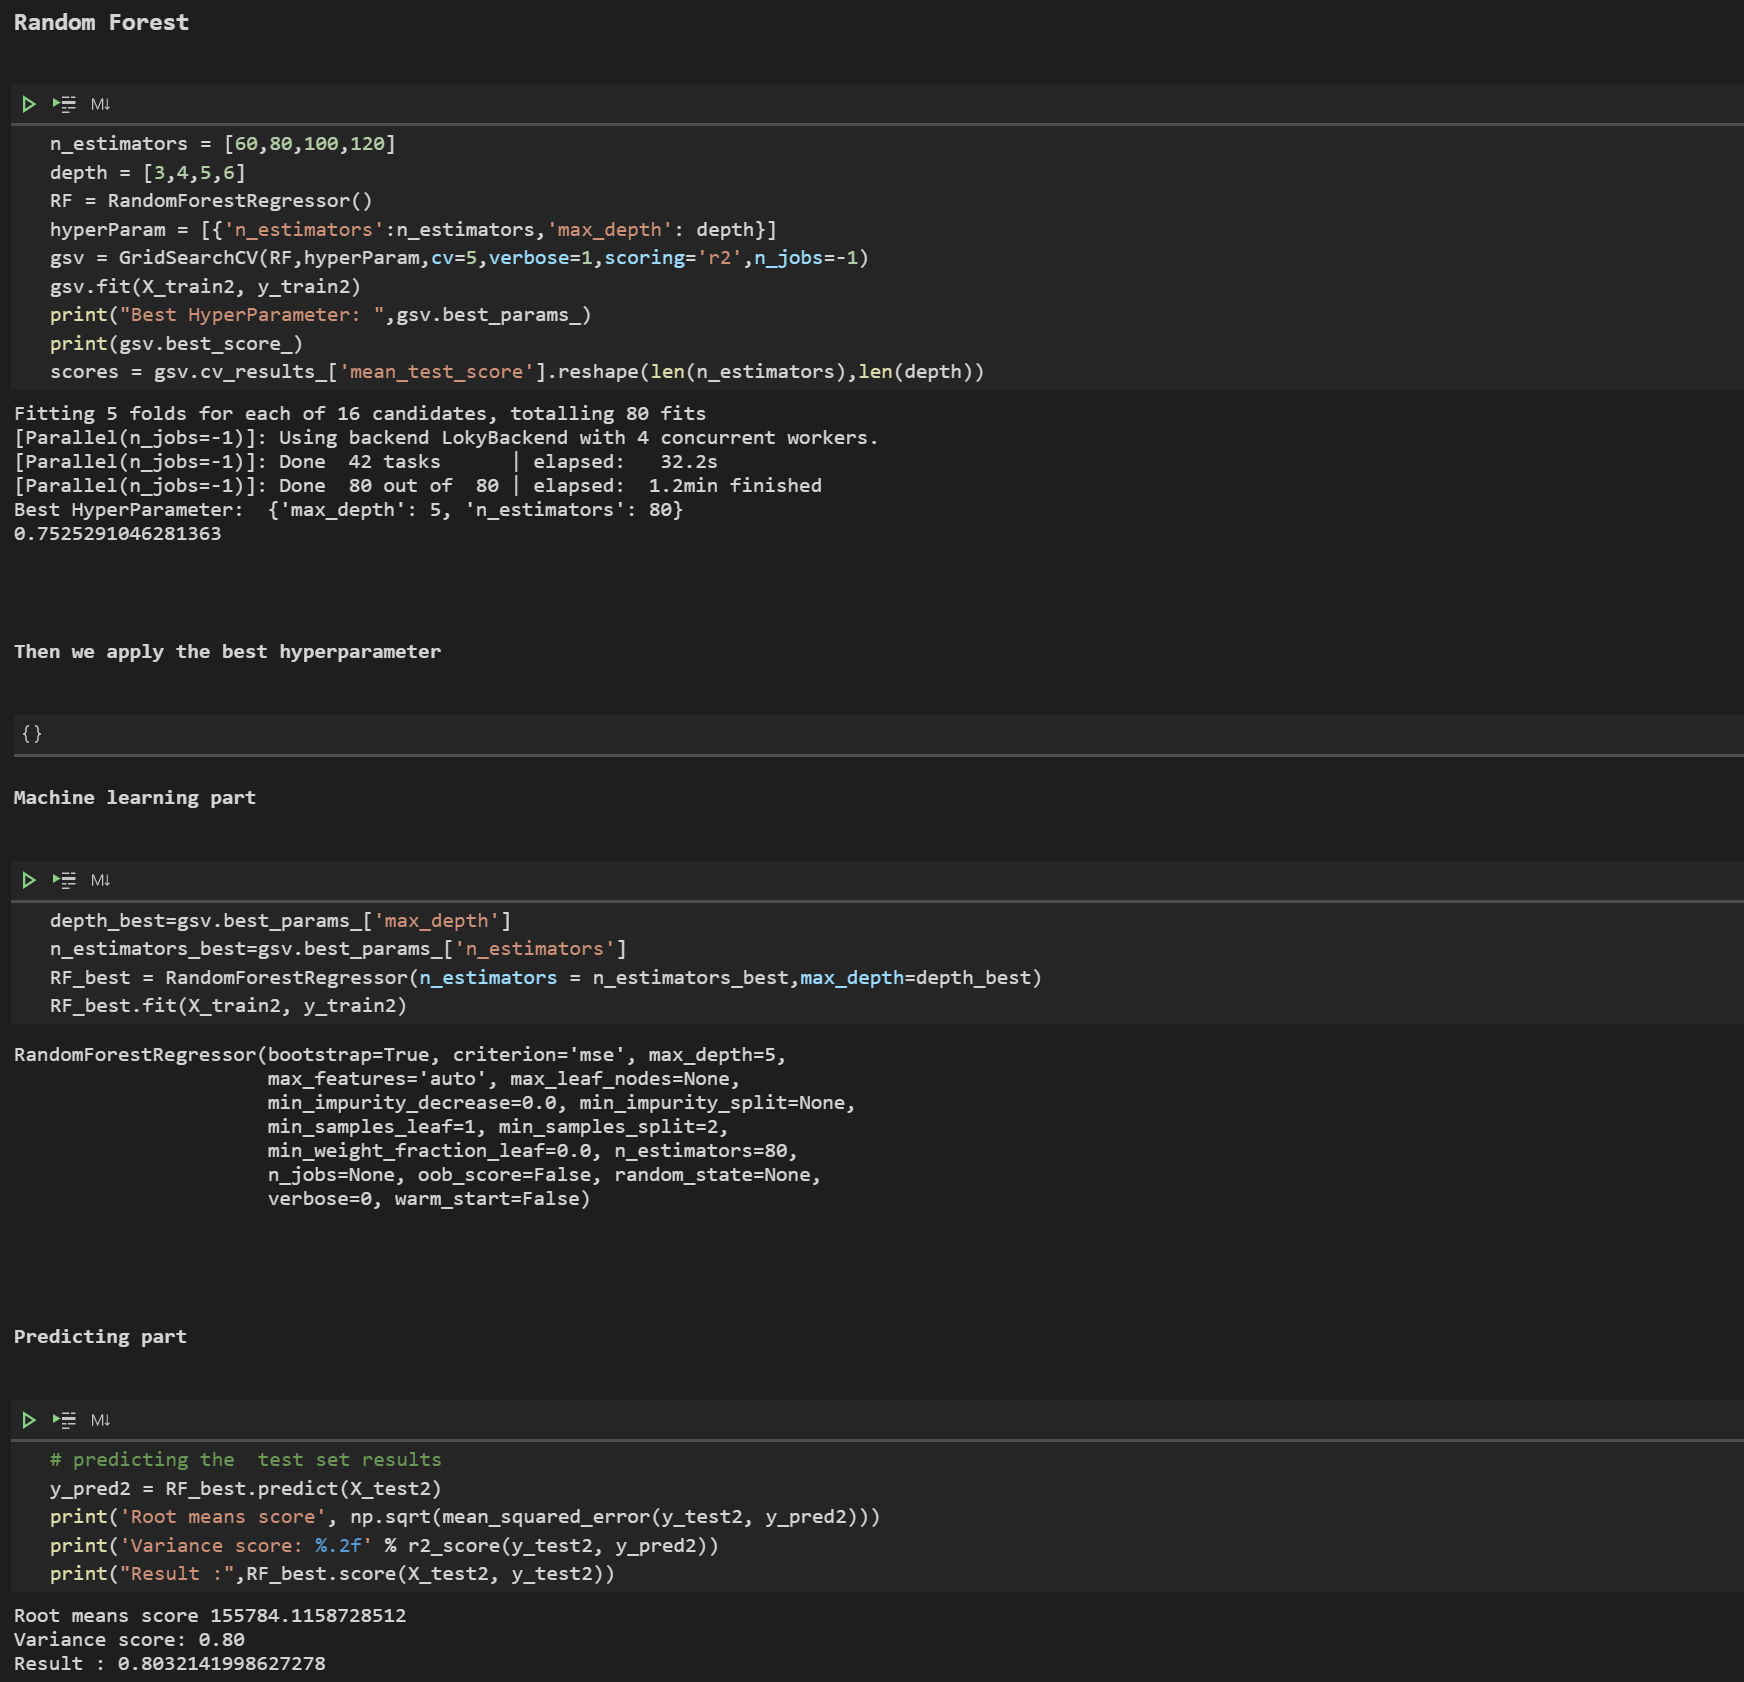 Random Forest
M↓
n_estimators = [60,80,100,120]
depth = [3,4,5,6]
RF = RandomForestRegressor()
hyperParam = [{'n_estimators':n_estimators,'max_depth': depth}]
gsv = GridSearchCV(RF,hyperParam,cv=5,verbose=1,scoring='r2',n_jobs=-1)
gsv.fit(X_train2, y_train2)
print("Best HyperParameter: ",gsv.best_params_)
print(gsv.best_score_)
scores = gsv.cv_results_['mean_test_score'].reshape(len(n_estimators),len(depth))
Fitting 5 folds for each of 16 candidates, totalling 80 fits
[Parallel(n_jobs=-1)]: Using backend LokyBackend with 4 concurrent workers.
[Parallel(n_jobs=-1)]: Done  42 tasks      | elapsed:   32.2s
[Parallel(n_jobs=-1)]: Done  80 out of  80 | elapsed:  1.2min finished
Best HyperParameter:  {'max_depth': 5, 'n_estimators': 80}
0.7525291046281363
Then we apply the best hyperparameter
{}
Machine learning part
M↓
depth_best=gsv.best_params_['max_depth']
n_estimators_best=gsv.best_params_['n_estimators']
RF_best = RandomForestRegressor(n_estimators = n_estimators_best,max_depth=depth_best)
RF_best.fit(X_train2, y_train2)
RandomForestRegressor(bootstrap=True, criterion='mse', max_depth=5,
max_features='auto', max_leaf_nodes=None,
min_impurity_decrease=0.0, min_impurity_split=None,
min_samples_leaf=1, min_samples_split=2,
min_weight_fraction_leaf=0.0, n_estimators=80,
n_jobs=None, oob_score=False, random_state=None,
verbose=0, warm_start=False)
Predicting part
M↓
# predicting the  test set results
y_pred2 = RF_best.predict(X_test2)
print('Root means score', np.sqrt(mean_squared_error(y_test2, y_pred2)))
print('Variance score: %.2f' % r2_score(y_test2, y_pred2))
print("Result :",RF_best.score(X_test2, y_test2))
Root means score 155784.1158728512
Variance score: 0.80
Result : 0.8032141998627278